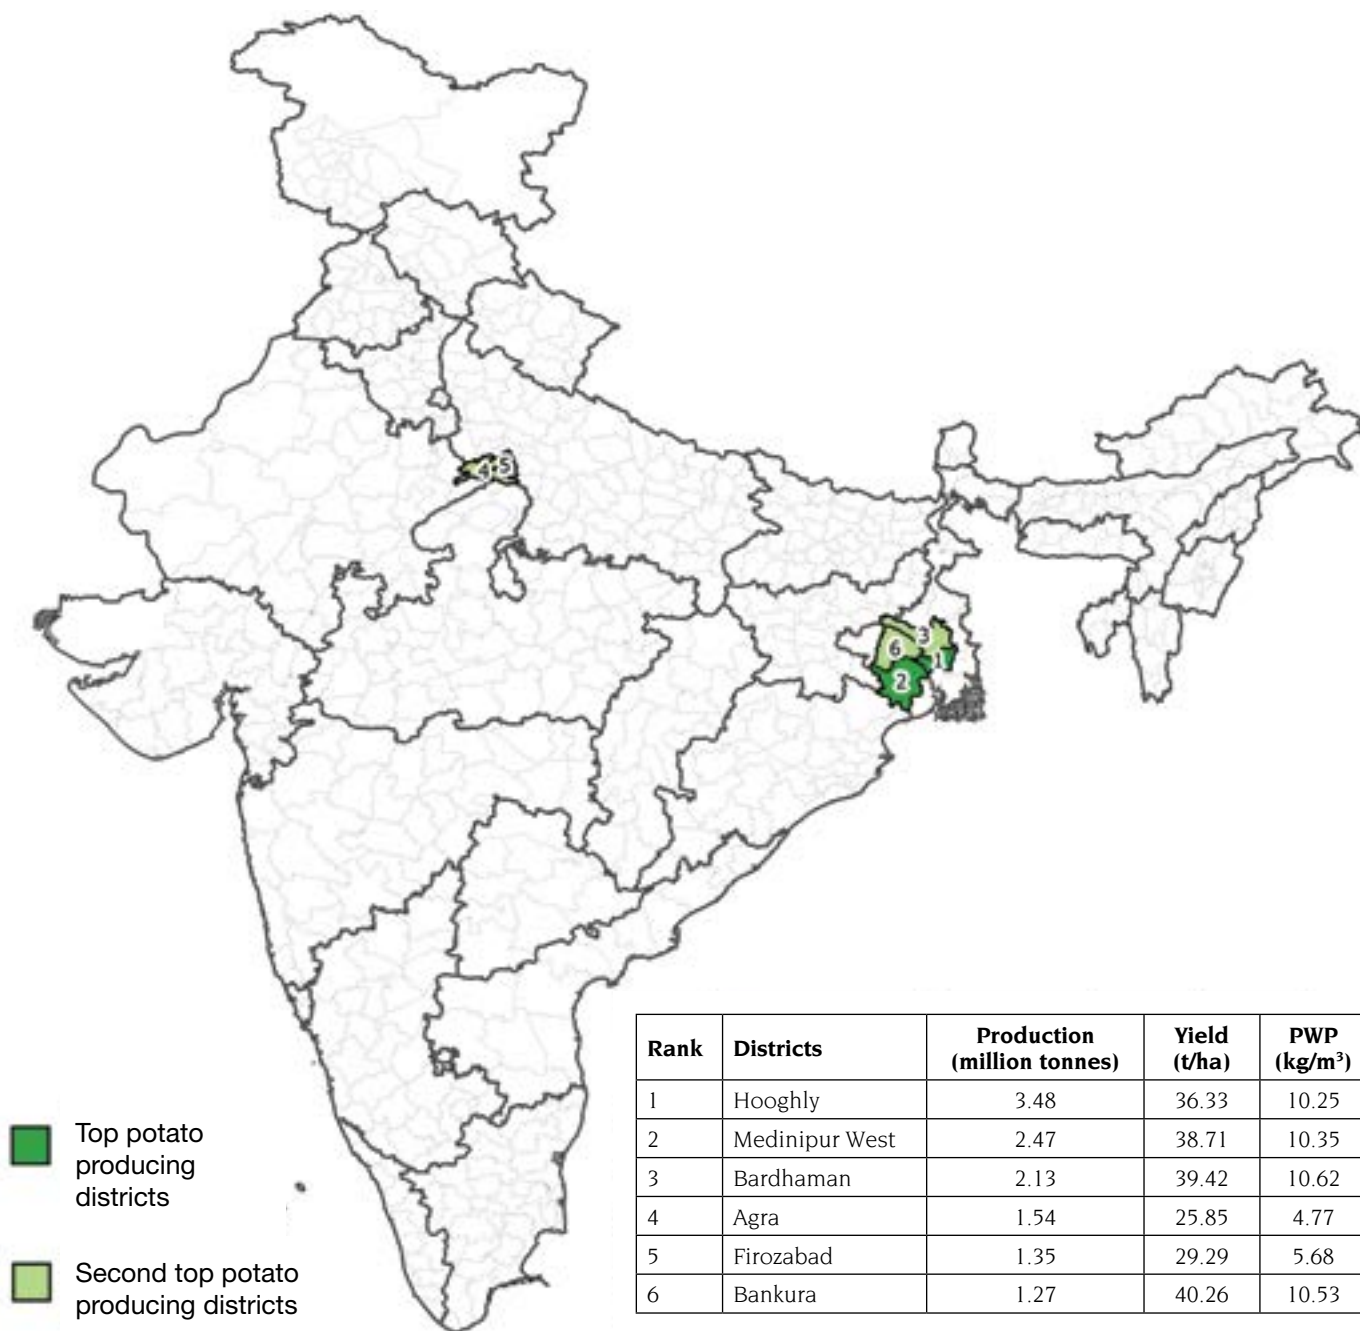 4 5
3
6 1
2
Rank Districts Production (million tonnes) Yield (t/ha) PWP (kg/m³)
1 Hooghly 3.48 36.33 10.25
2 Medinipur West 2.47 38.71 10.35
3 Bardhaman 2.13 39.42 10.62
4 Agra 1.54 25.85 4.77
5 Firozabad 1.35 29.29 5.68
6 Bankura 1.27 40.26 10.53
Top potato
producing
districts
Second top potato
producing districts